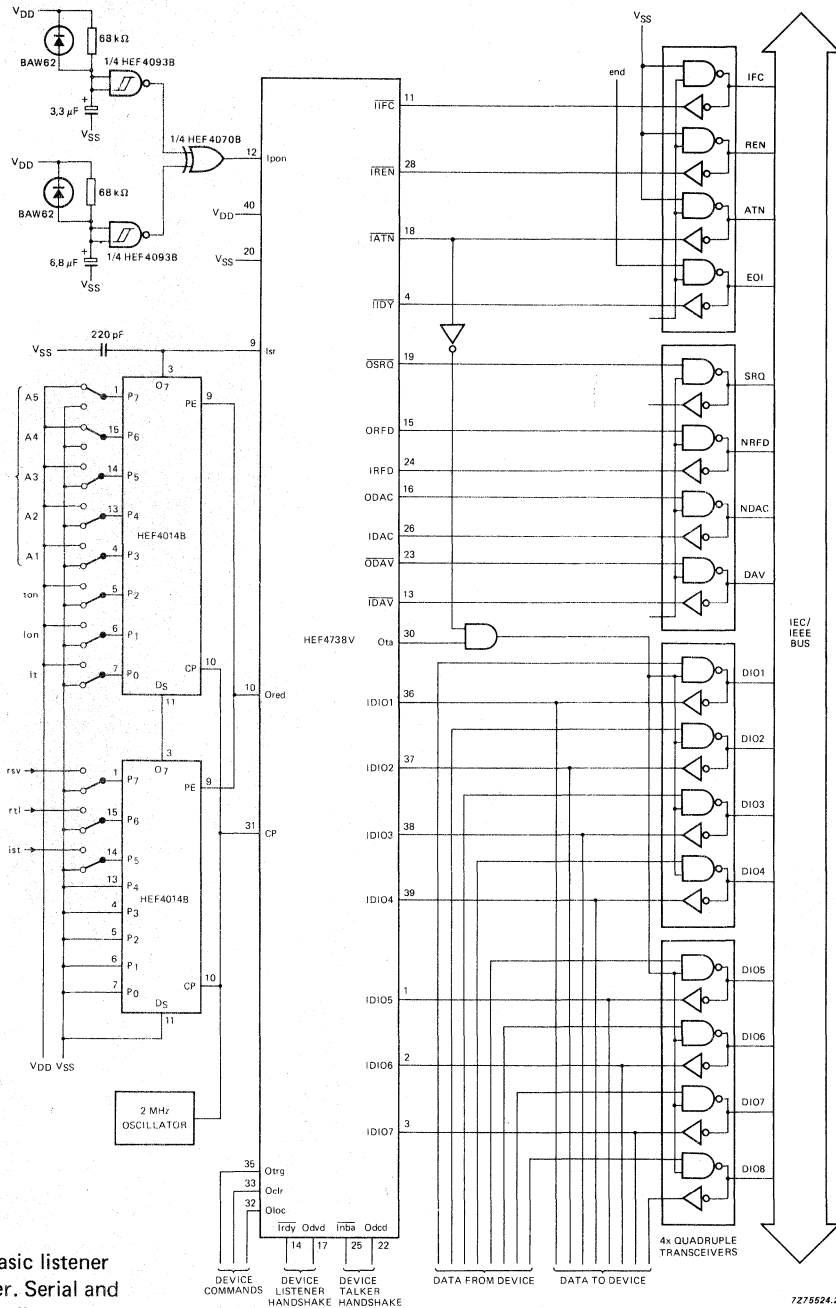 VDD
68 kΩ
BAW62
1/4 HEF4093B
3,3 µF
+
VSS
1/4 HEF4070B
VDD
68 kΩ
BAW62
1/4 HEF4093B
6,8 µF
+
VSS
12 Ipon
VDD 40
VSS 20
220 pF
VSS
9 Isr
3
O7
A5 1 P7 PE 9
A4 15 P6
A3 14 P5
A2 13 P4
HEF4014B
A1 4 P3
ton 5 P2
lon 6 P1
it 7 P0
CP 10
DS
11
10 Ored
3
O7
rsv 1 P7 PE 9
rtl 15 P6
ist 14 P5
13 P4
HEF4014B
4 P3
5 P2
6 P1
7 P0
CP 10
DS
11
31 CP
VDD VSS
2 MHz
OSCILLATOR
35 Otrg
33 Oclr
32 Oloc
HEF4738V
IIFC 11
IREN 28
IATN 18
IIDY 4
OSRQ 19
ORFD 15
IRFD 24
ODAC 16
IDAC 26
ODAV 23
IDAV 13
Ota 30
IDIO1 36
IDIO2 37
IDIO3 38
IDIO4 39
IDIO5 1
IDIO6 2
IDIO7 3
Irdy Odvd Inba Odcd
14 17 25 22
DEVICE
COMMANDS
DEVICE
LISTENER
HANDSHAKE
DEVICE
TALKER
HANDSHAKE
DATA FROM DEVICE
DATA TO DEVICE
VSS
end
IFC
REN
ATN
EOI
SRQ
NRFD
NDAC
DAV
DIO1
DIO2
DIO3
DIO4
DIO5
DIO6
DIO7
DIO8
IEC/
IEEE
BUS
4x QUADRUPLE
TRANSCEIVERS
asic listener
er. Serial and